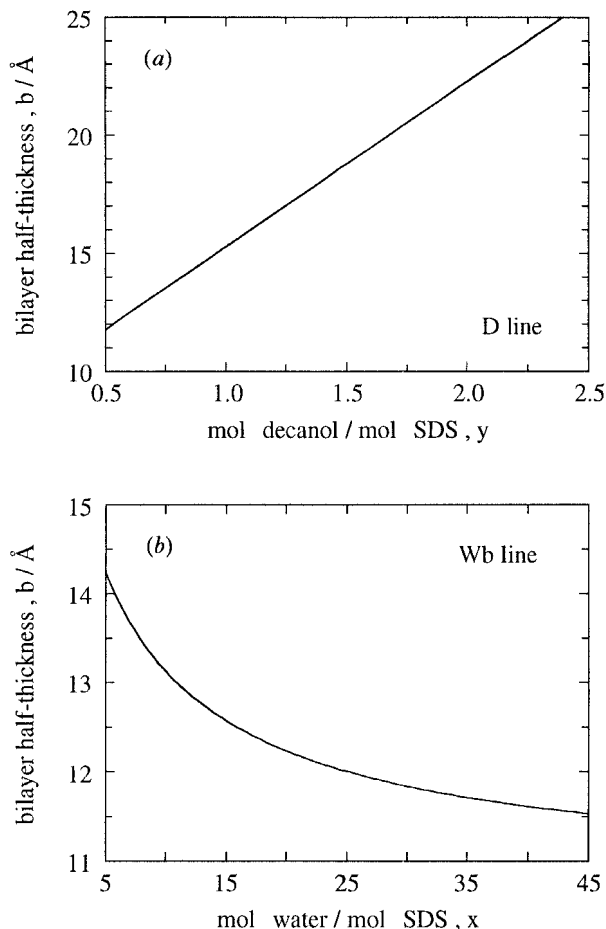 25
(a)
20
15
10
D line
0.5 1.0 1.5 2.0 2.5
bilayer half-thickness , b / Å
mol decanol / mol SDS , y
15
(b)
Wb line
14
13
12
11
5 15 25 35 45
bilayer half-thickness , b / Å
mol water / mol SDS , x